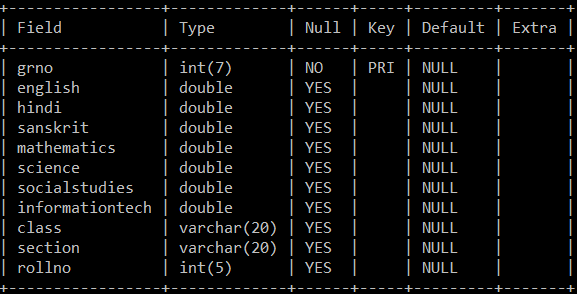 +-----------------+-------------+------+-----+---------+-------+
| Field           | Type        | Null | Key | Default | Extra |
+-----------------+-------------+------+-----+---------+-------+
| grno            | int(7)      | NO   | PRI | NULL    |       |
| english         | double      | YES  |     | NULL    |       |
| hindi           | double      | YES  |     | NULL    |       |
| sanskrit        | double      | YES  |     | NULL    |       |
| mathematics     | double      | YES  |     | NULL    |       |
| science         | double      | YES  |     | NULL    |       |
| socialstudies   | double      | YES  |     | NULL    |       |
| informationtech | double      | YES  |     | NULL    |       |
| class           | varchar(20) | YES  |     | NULL    |       |
| section         | varchar(20) | YES  |     | NULL    |       |
| rollno          | int(5)      | YES  |     | NULL    |       |
+-----------------+-------------+------+-----+---------+-------+